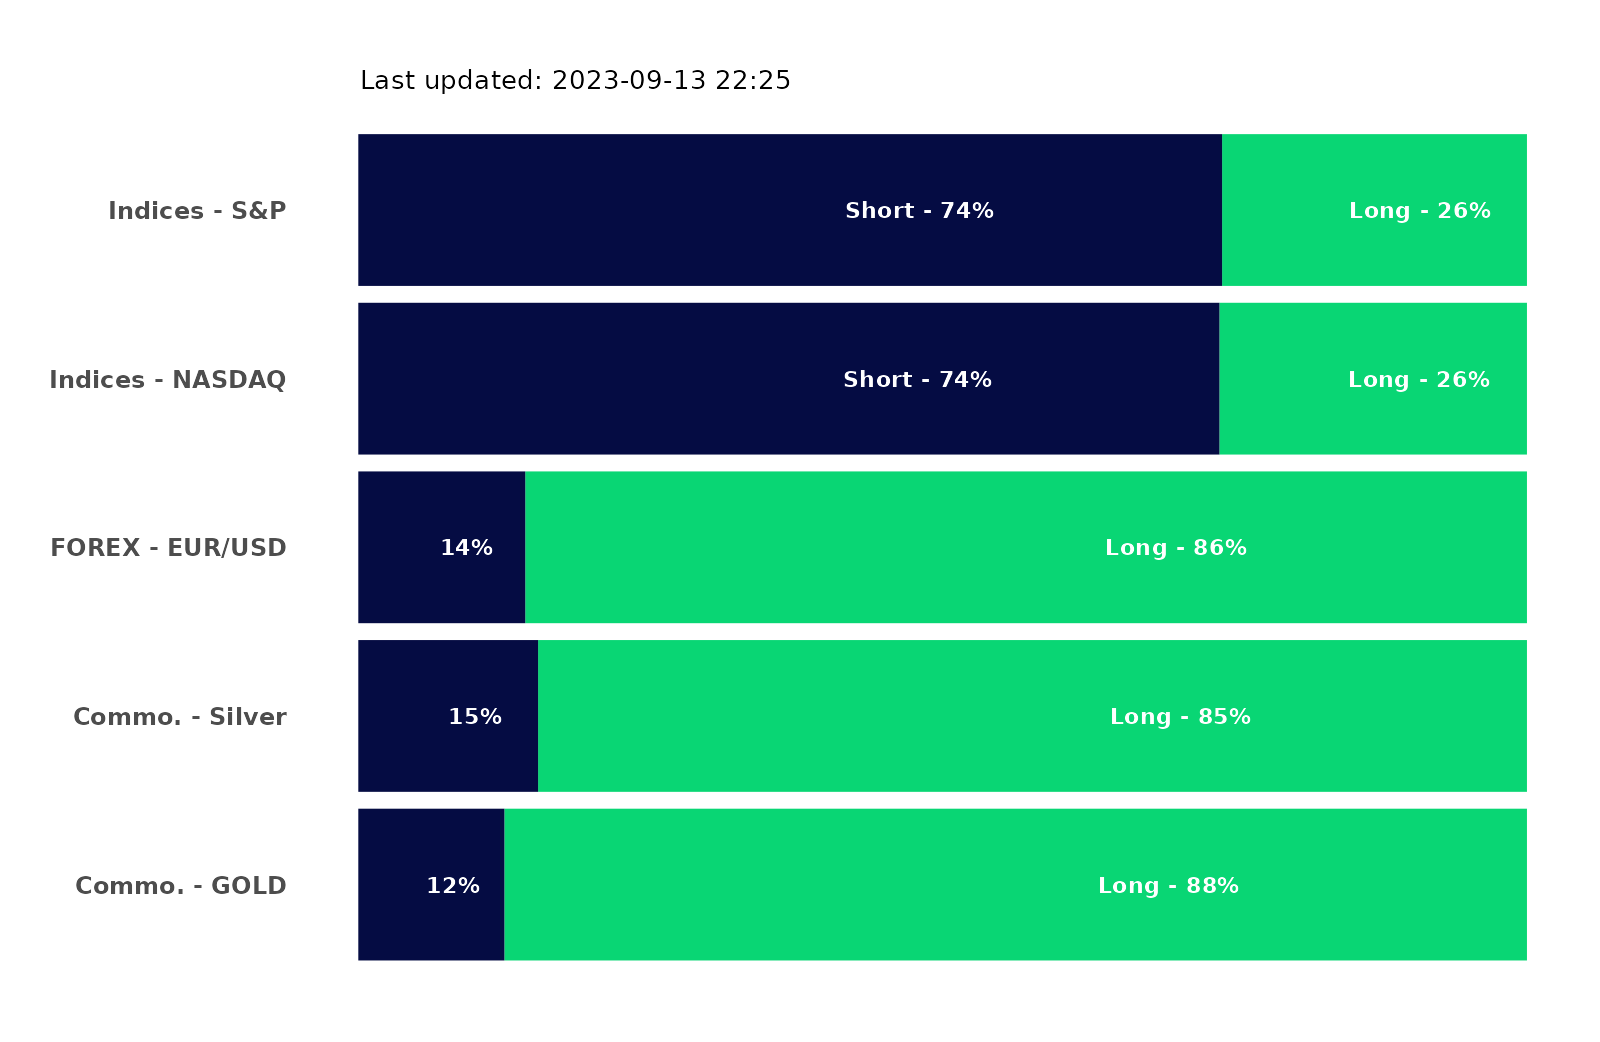 Last updated: 2023-09-13 22:25
Indices - S&P
Short - 74%
Long - 26%
Indices - NASDAQ
Short - 74%
Long - 26%
FOREX - EUR/USD
14%
Long - 86%
Commo. - Silver
15%
Long - 85%
Commo. - GOLD
12%
Long - 88%